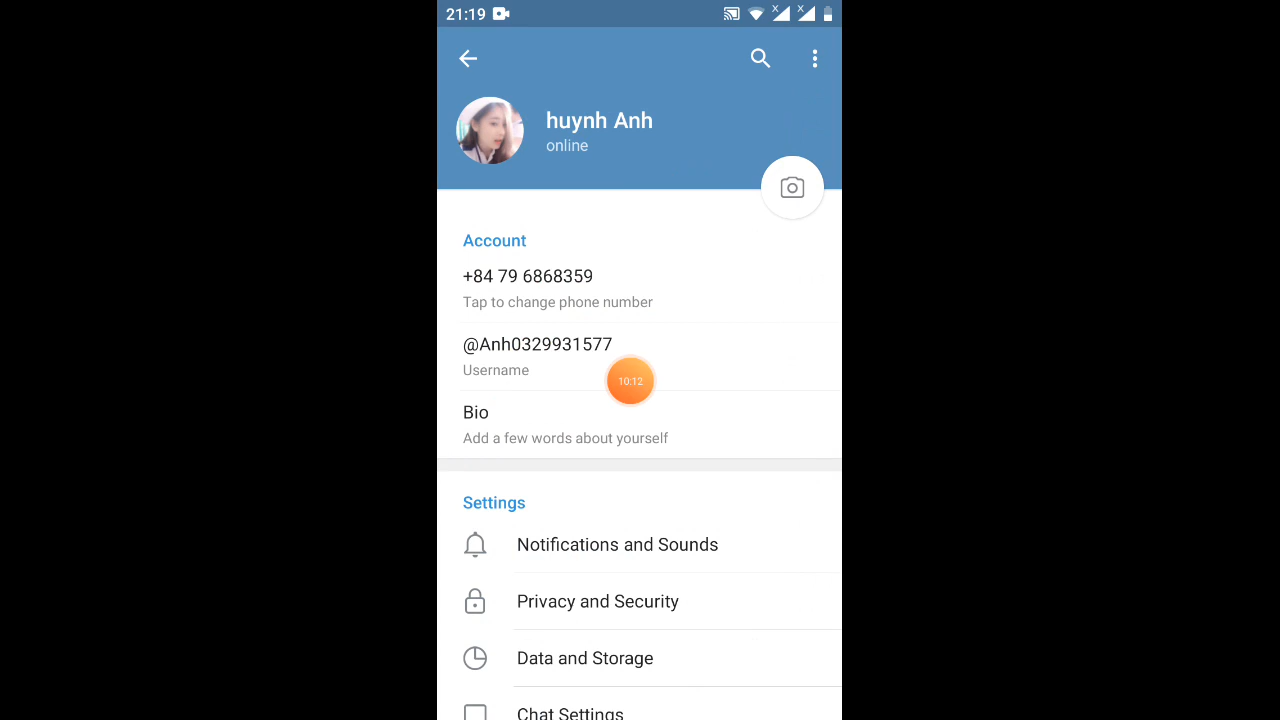 21:19
huynh Anh
online
Account
+84 79 6868359
Tap to change phone number
@Anh0329931577
Username
10:12
Bio
Add a few words about yourself
Settings
Notifications and Sounds
Privacy and Security
Data and Storage
Chat Settings